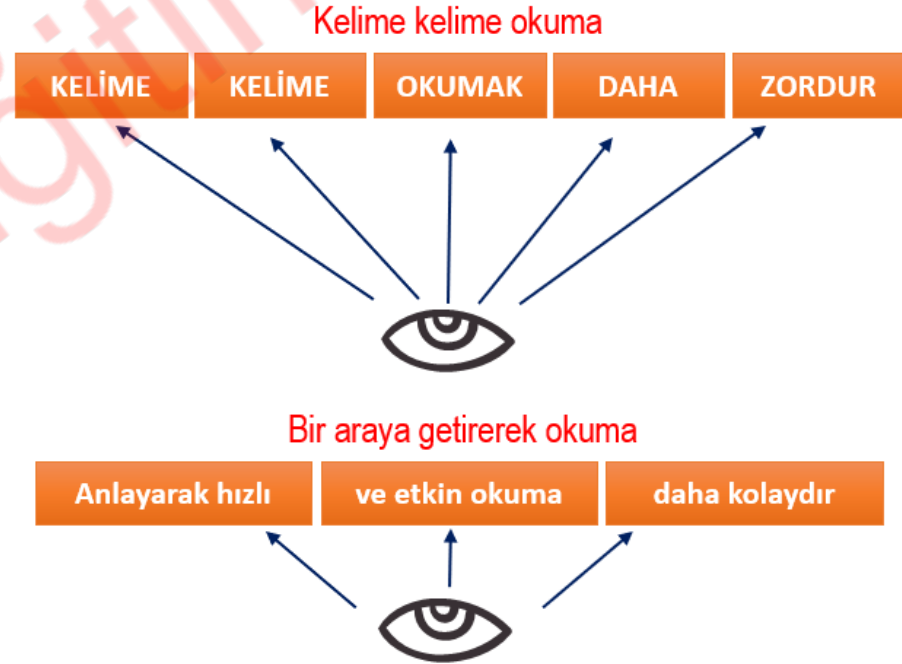 Kelime kelime okuma
KELİME KELİME OKUMAK DAHA ZORDUR
Bir araya getirerek okuma
Anlayarak hızlı ve etkin okuma daha kolaydır